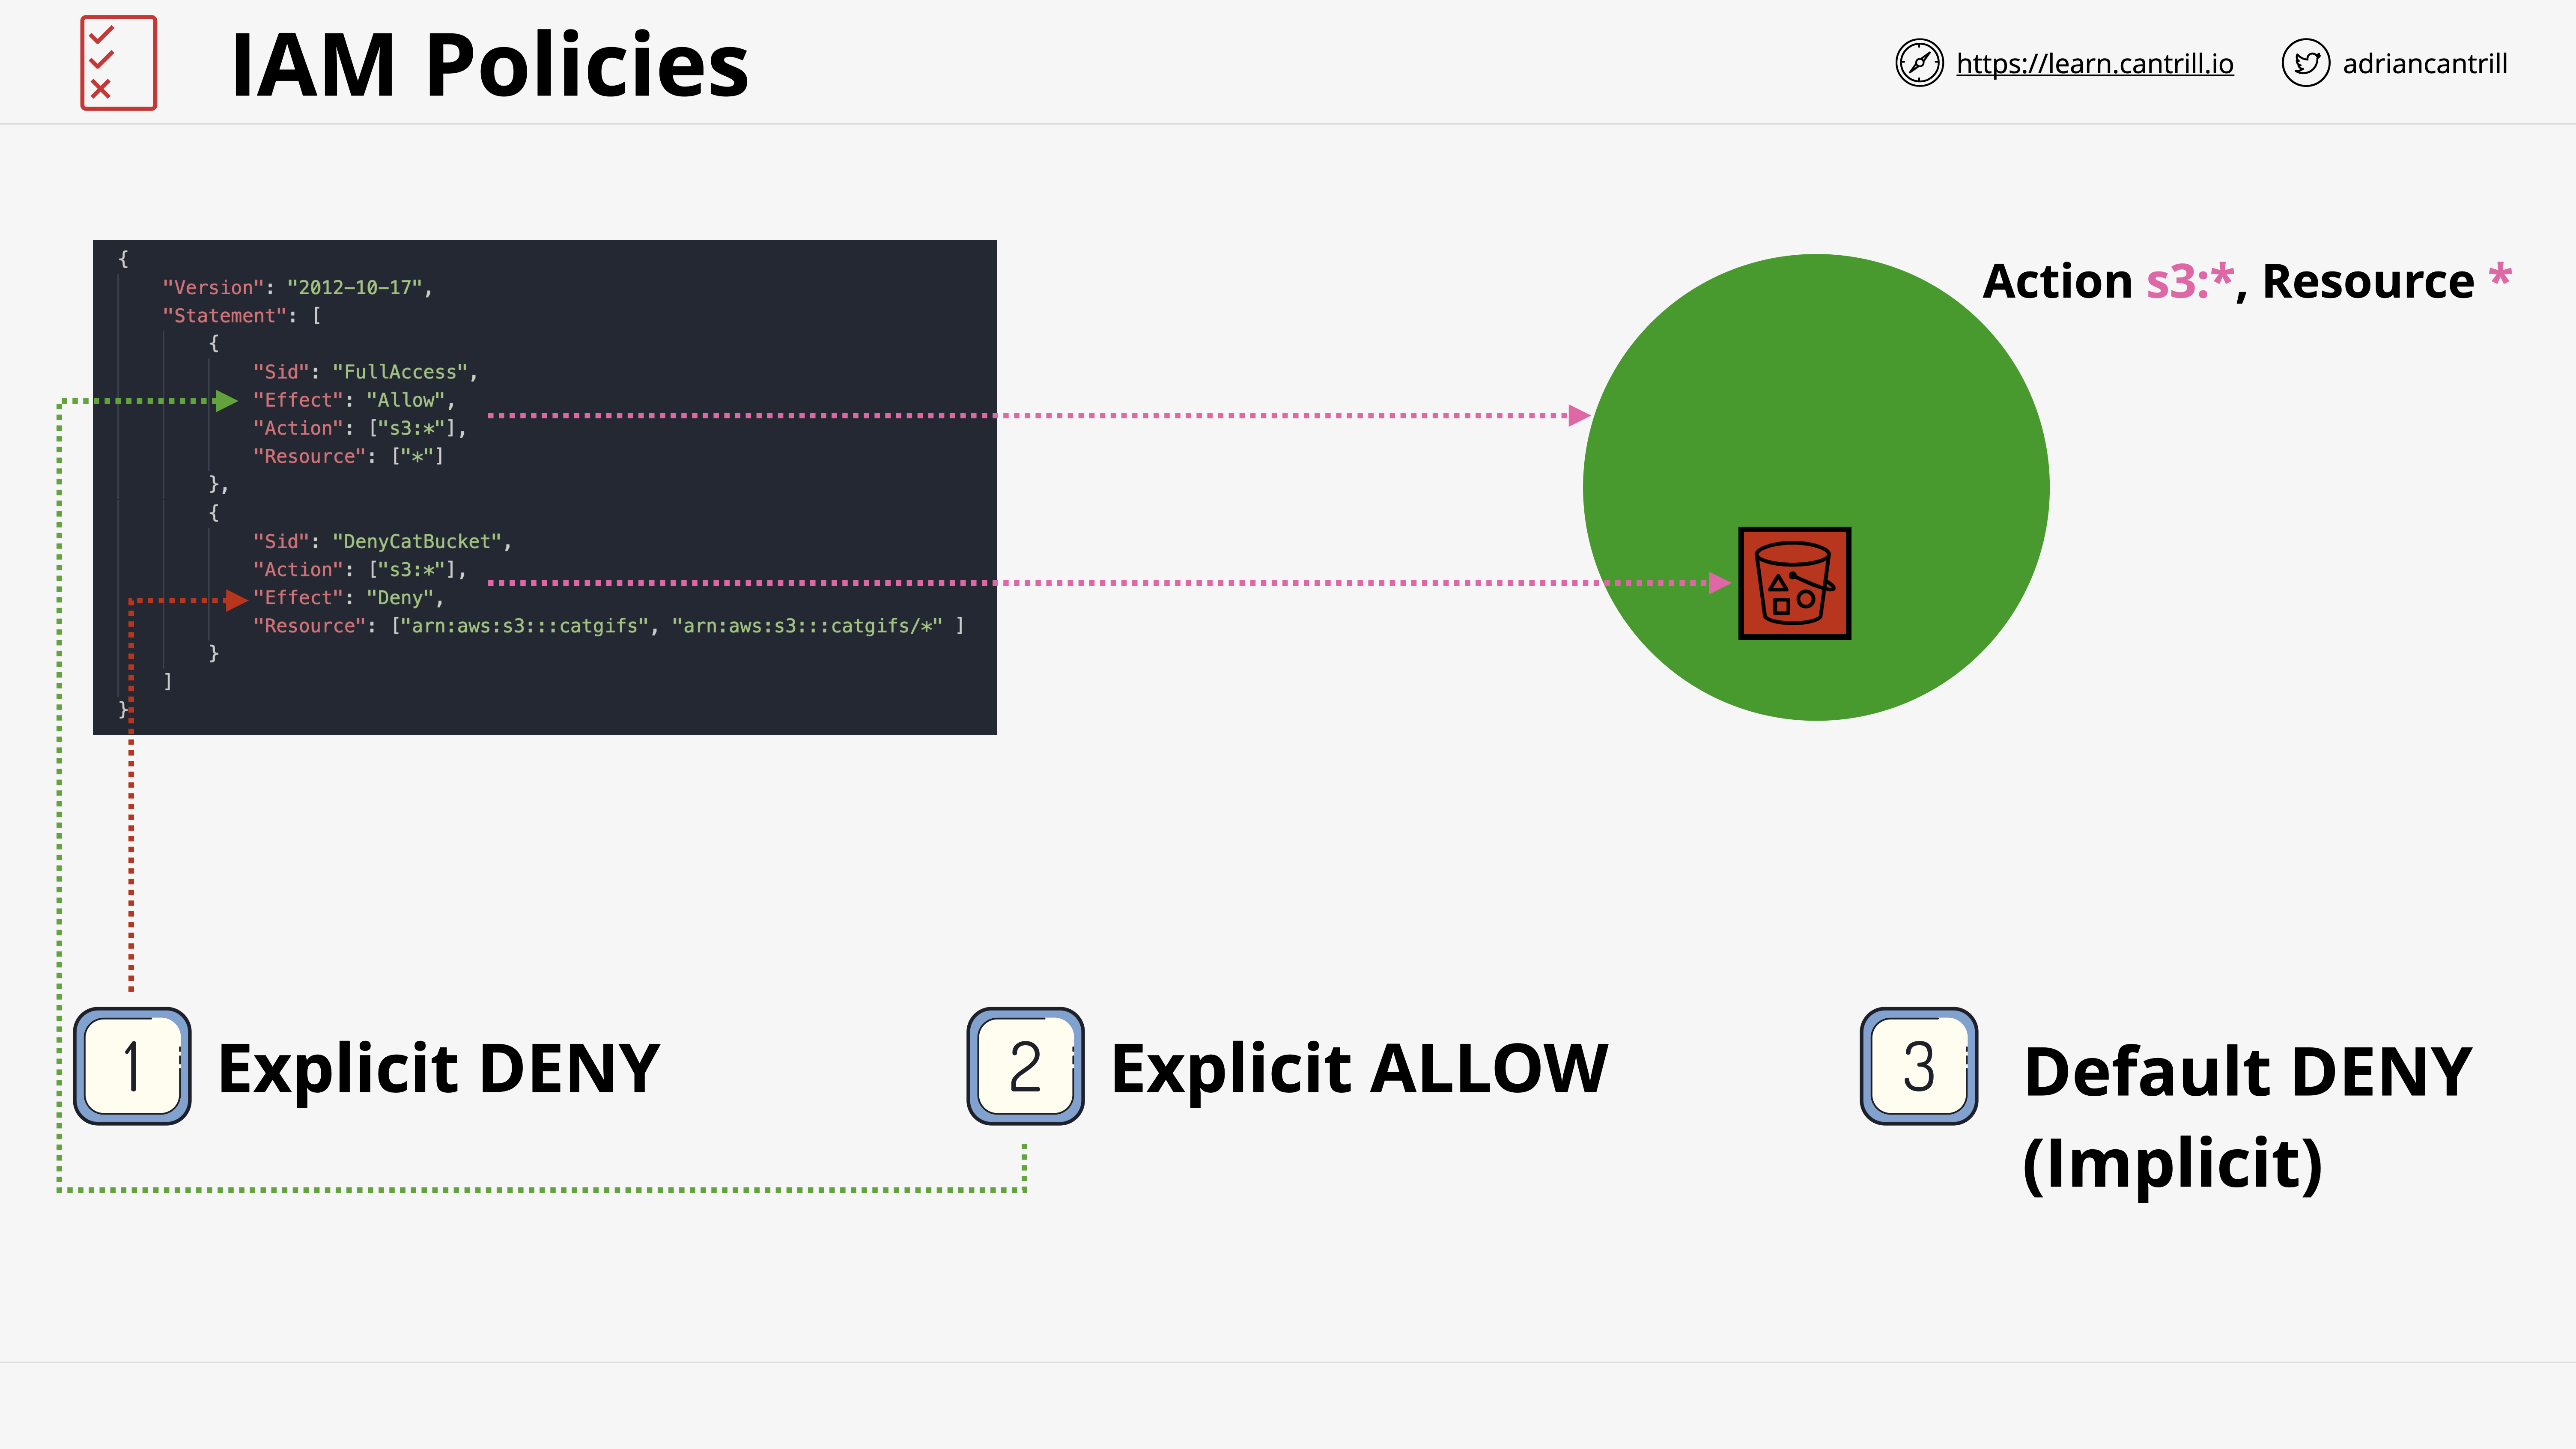 IAM Policies
https://learn.cantrill.io
adriancantrill
{
"Version": "2012-10-17",
"Statement": [
{
"Sid": "FullAccess",
"Effect": "Allow",
"Action": ["s3:*"],
"Resource": ["*"]
},
{
"Sid": "DenyCatBucket",
"Action": ["s3:*"],
"Effect": "Deny",
"Resource": ["arn:aws:s3:::catgifs", "arn:aws:s3:::catgifs/*" ]
}
]
}
Action s3:*, Resource *
1 Explicit DENY
2 Explicit ALLOW
3 Default DENY
(Implicit)